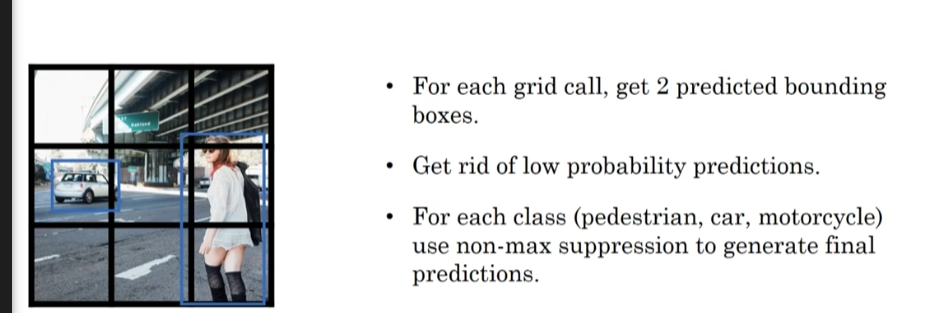 Oakland
• For each grid call, get 2 predicted bounding
boxes.
• Get rid of low probability predictions.
• For each class (pedestrian, car, motorcycle)
use non-max suppression to generate final
predictions.